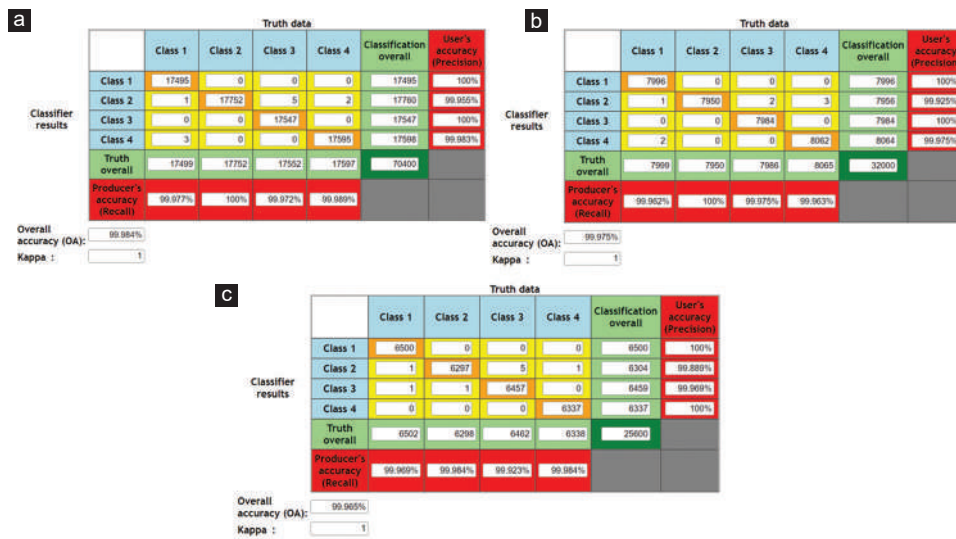 a
Truth data
Class 1 Class 2 Class 3 Class 4 Classification overall User's accuracy (Precision)
Classifier results
Class 1 17495 0 0 0 17495 100%
Class 2 1 17752 5 2 17760 99.955%
Class 3 0 0 17547 0 17547 100%
Class 4 3 0 0 17595 17598 99.983%
Truth overall 17499 17752 17552 17597 70400
Producer's accuracy (Recall) 99.977% 100% 99.972% 99.989%
Overall accuracy (OA): 99.984%
Kappa : 1
b
Truth data
Class 1 Class 2 Class 3 Class 4 Classification overall User's accuracy (Precision)
Classifier results
Class 1 7996 0 0 0 7996 100%
Class 2 1 7950 2 3 7956 99.925%
Class 3 0 0 7984 0 7984 100%
Class 4 2 0 0 8062 8064 99.975%
Truth overall 7999 7950 7986 8065 32000
Producer's accuracy (Recall) 99.962% 100% 99.975% 99.963%
Overall accuracy (OA): 99.975%
Kappa : 1
c
Truth data
Class 1 Class 2 Class 3 Class 4 Classification overall User's accuracy (Precision)
Classifier results
Class 1 6500 0 0 0 6500 100%
Class 2 1 6297 5 1 6304 99.889%
Class 3 1 1 6457 0 6459 99.969%
Class 4 0 0 0 6337 6337 100%
Truth overall 6502 6298 6462 6338 25600
Producer's accuracy (Recall) 99.969% 99.984% 99.923% 99.984%
Overall accuracy (OA): 99.965%
Kappa : 1